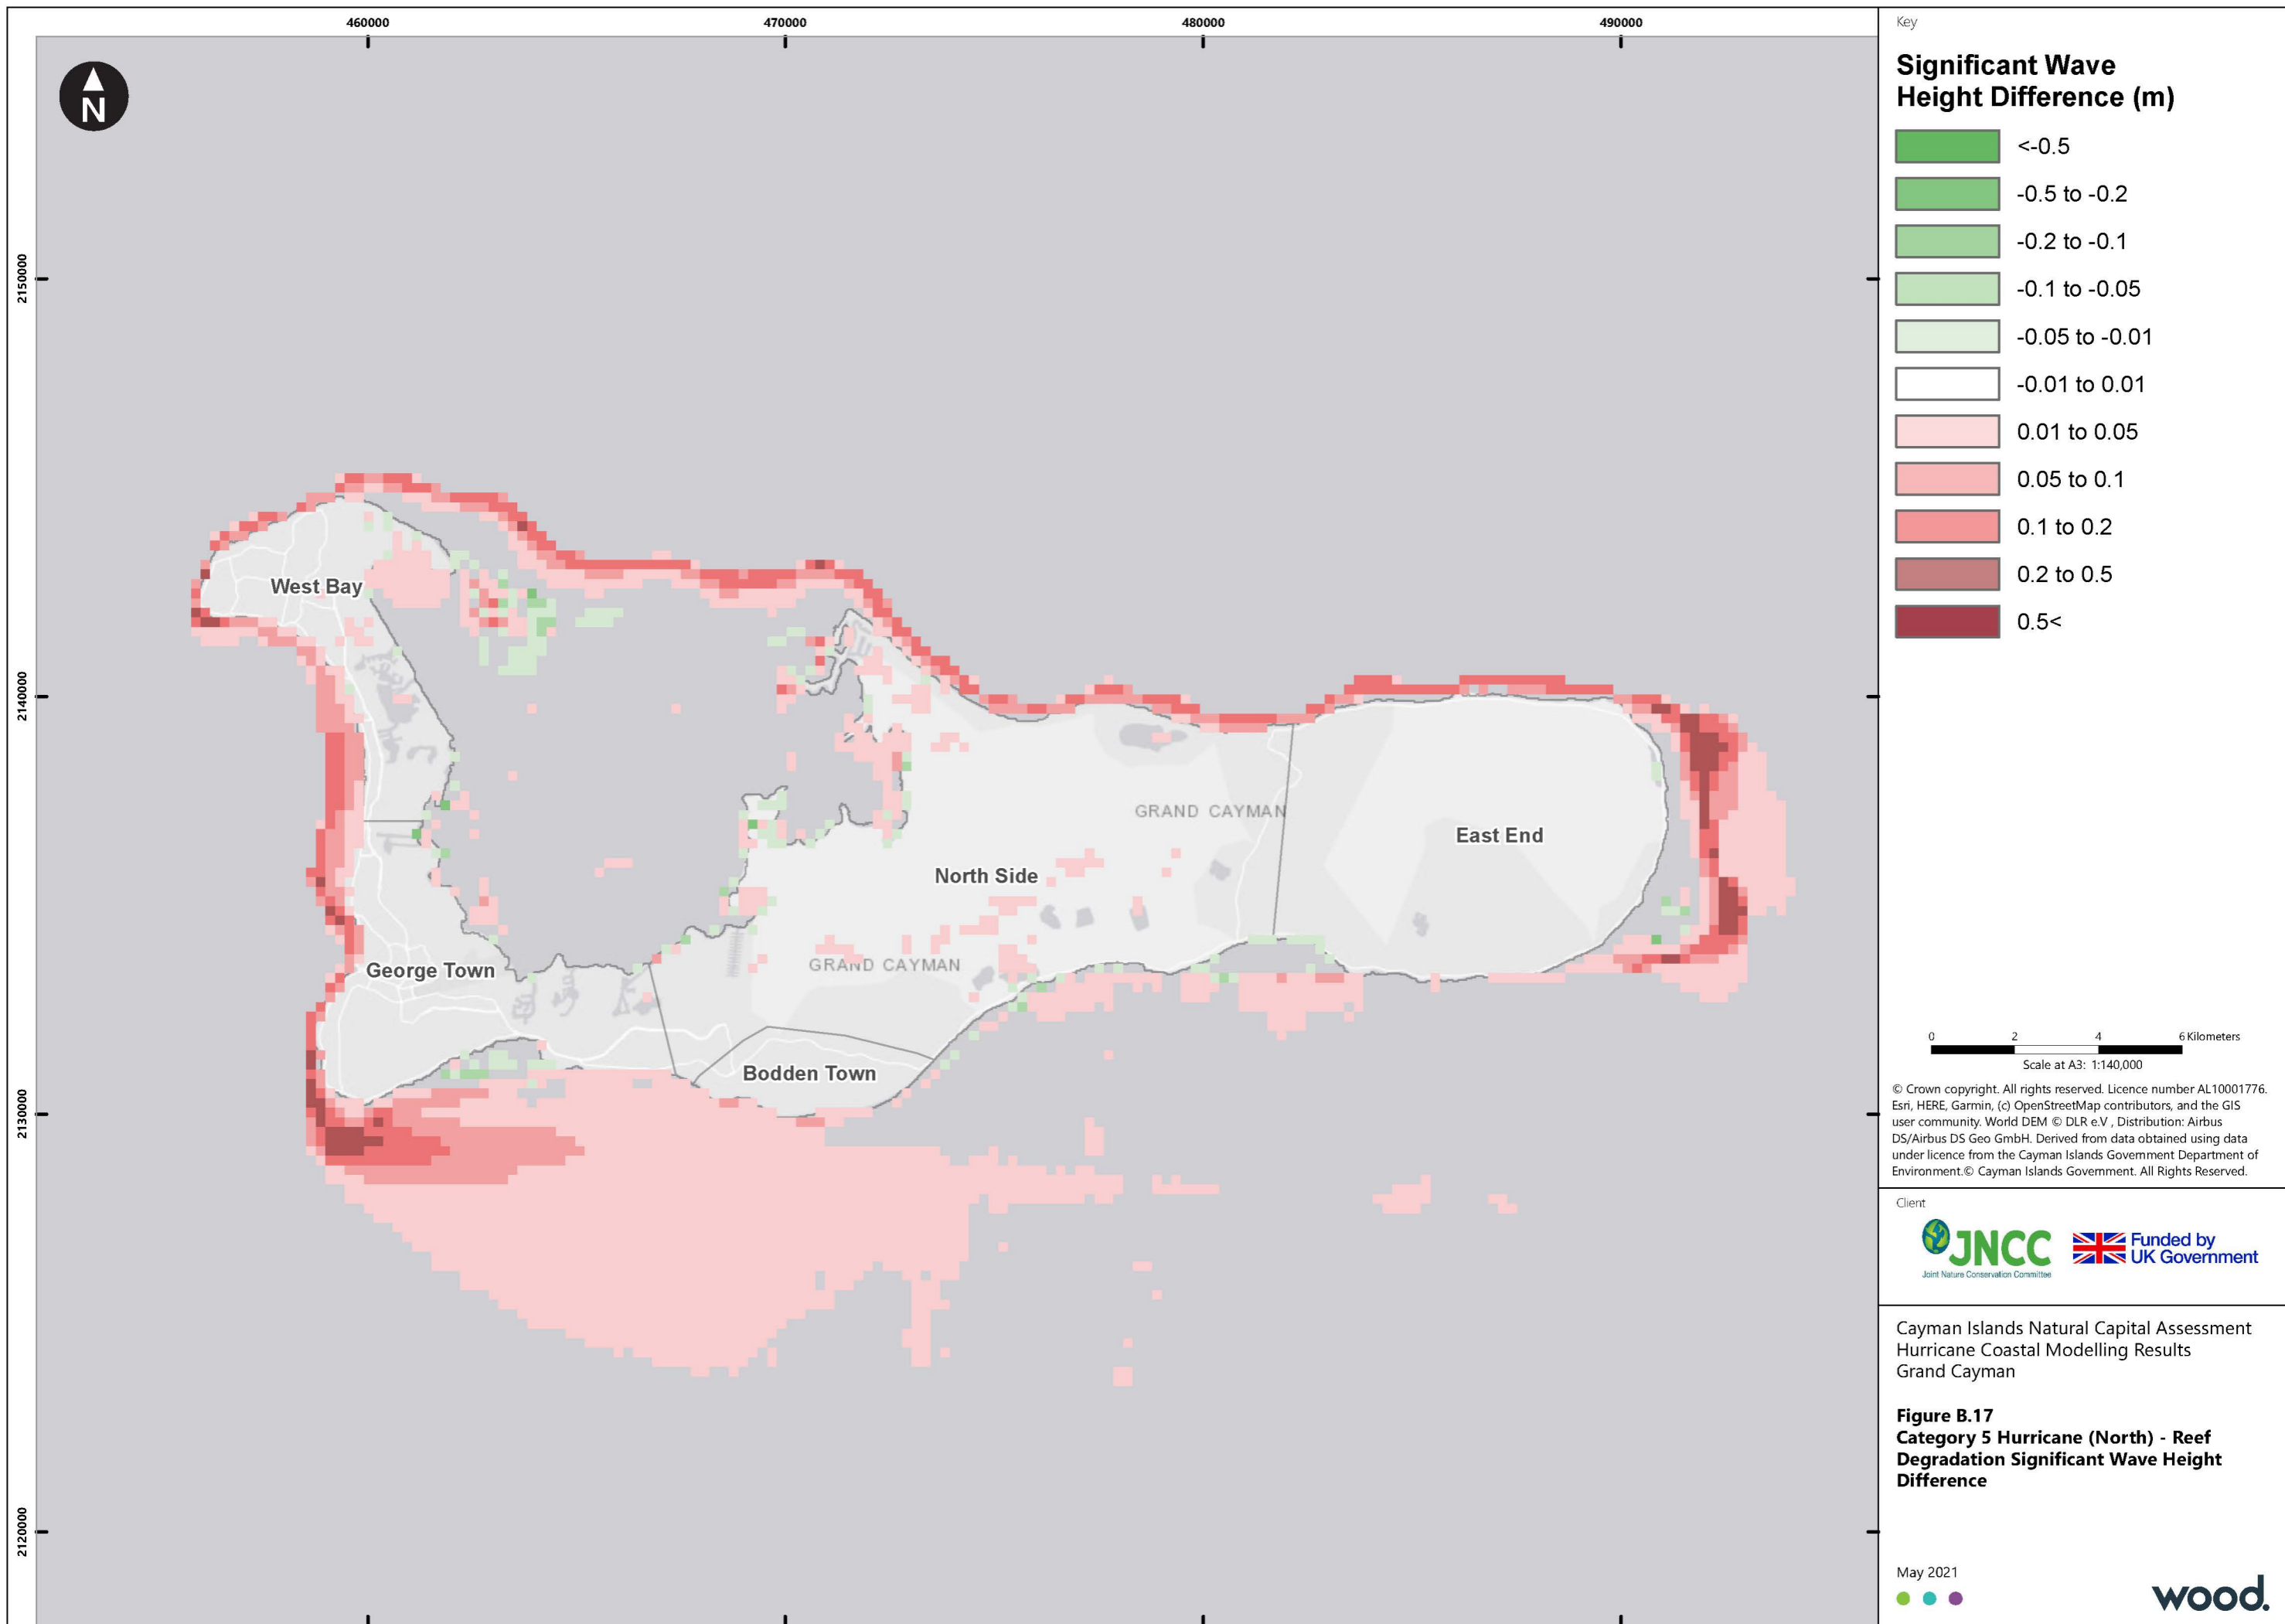 460000
470000
480000
490000
2150000
2140000
2130000
2120000
N
West Bay
GRAND CAYMAN
East End
North Side
GRAND CAYMAN
George Town
Bodden Town
Key
Significant Wave
Height Difference (m)
<-0.5
-0.5 to -0.2
-0.2 to -0.1
-0.1 to -0.05
-0.05 to -0.01
-0.01 to 0.01
0.01 to 0.05
0.05 to 0.1
0.1 to 0.2
0.2 to 0.5
0.5<
0 2 4 6 Kilometers
Scale at A3: 1:140,000
© Crown copyright. All rights reserved. Licence number AL10001776.
Esri, HERE, Garmin, (c) OpenStreetMap contributors, and the GIS
user community. World DEM © DLR e.V , Distribution: Airbus
DS/Airbus DS Geo GmbH. Derived from data obtained using data
under licence from the Cayman Islands Government Department of
Environment.© Cayman Islands Government. All Rights Reserved.
Client
JNCC
Joint Nature Conservation Committee
Funded by
UK Government
Cayman Islands Natural Capital Assessment
Hurricane Coastal Modelling Results
Grand Cayman
Figure B.17
Category 5 Hurricane (North) - Reef
Degradation Significant Wave Height
Difference
May 2021
wood.